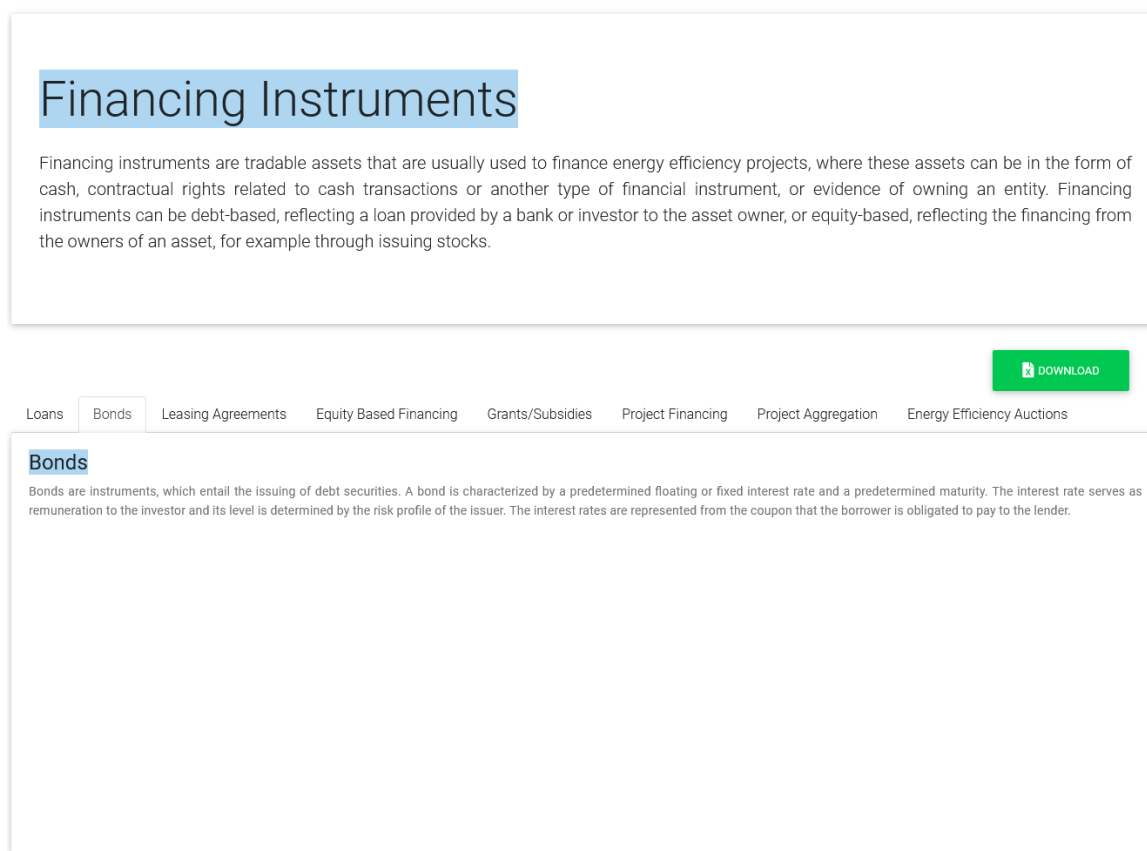 Financing Instruments
Financing instruments are tradable assets that are usually used to finance energy efficiency projects, where these assets can be in the form of
cash, contractual rights related to cash transactions or another type of financial instrument, or evidence of owning an entity. Financing
instruments can be debt-based, reflecting a loan provided by a bank or investor to the asset owner, or equity-based, reflecting the financing from
the owners of an asset, for example through issuing stocks.
DOWNLOAD
Loans Bonds Leasing Agreements Equity Based Financing Grants/Subsidies Project Financing Project Aggregation Energy Efficiency Auctions
Bonds
Bonds are instruments, which entail the issuing of debt securities. A bond is characterized by a predetermined floating or fixed interest rate and a predetermined maturity. The interest rate serves as
remuneration to the investor and its level is determined by the risk profile of the issuer. The interest rates are represented from the coupon that the borrower is obligated to pay to the lender.